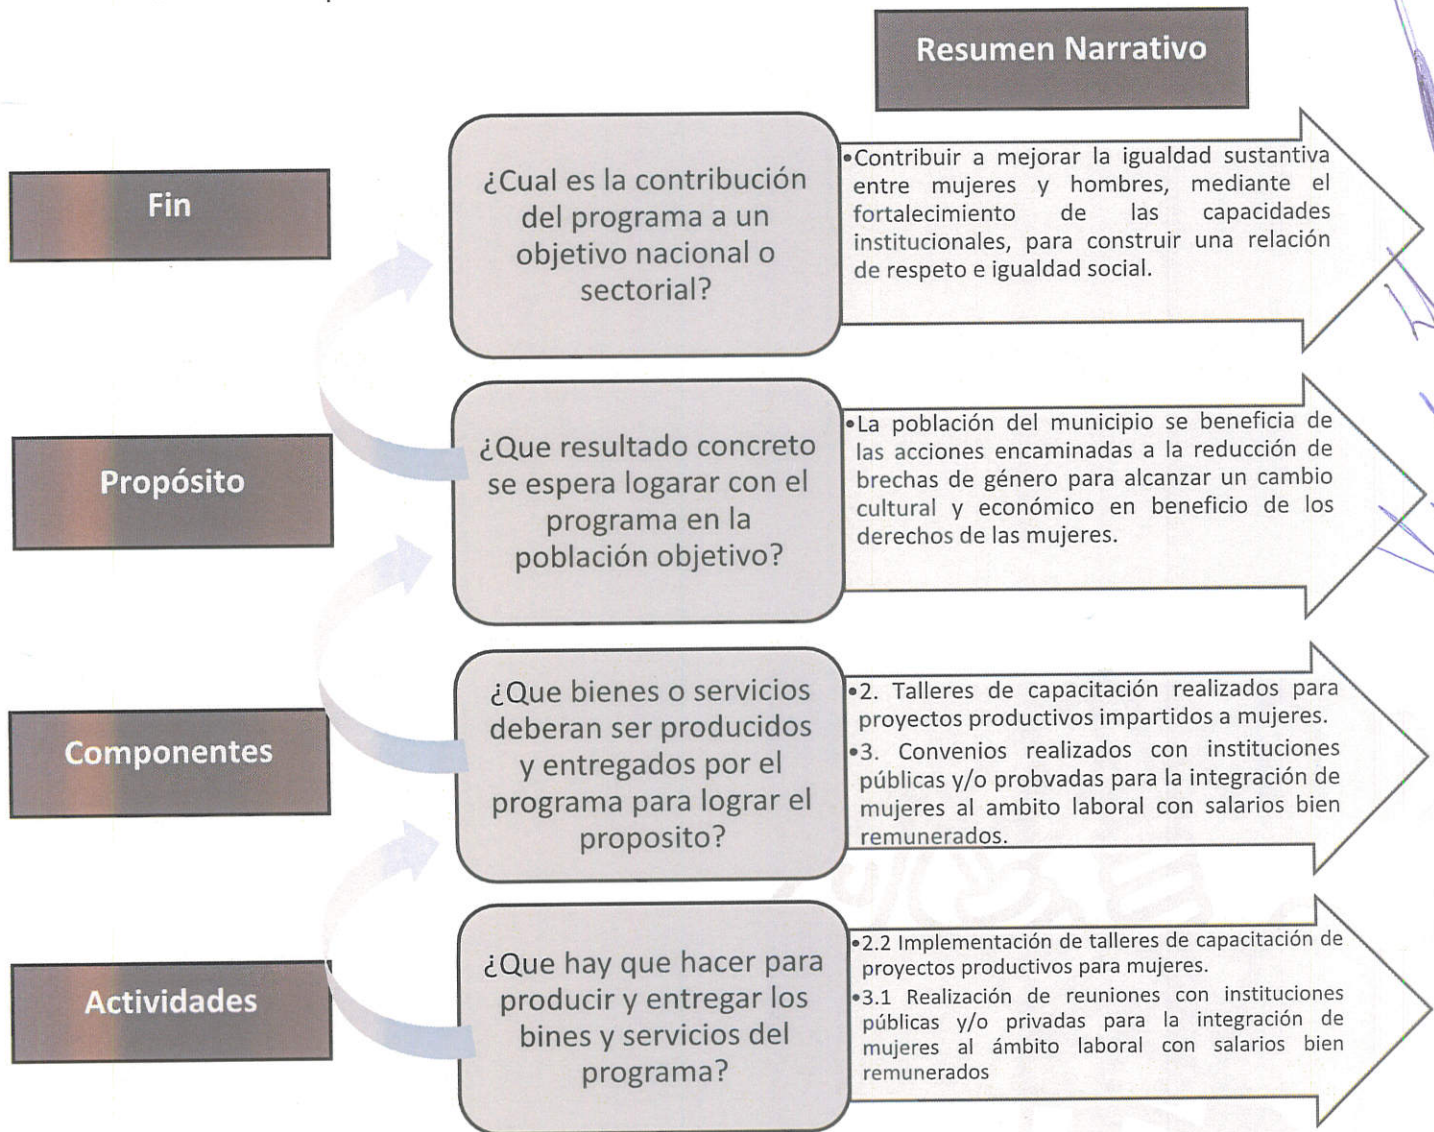 Resumen Narrativo
Fin
¿Cual es la contribución
del programa a un
objetivo nacional o
sectorial?
•Contribuir a mejorar la igualdad sustantiva
entre mujeres y hombres, mediante el
fortalecimiento de las capacidades
institucionales, para construir una relación
de respeto e igualdad social.
Propósito
¿Que resultado concreto
se espera logarar con el
programa en la
población objetivo?
•La población del municipio se beneficia de
las acciones encaminadas a la reducción de
brechas de género para alcanzar un cambio
cultural y económico en beneficio de los
derechos de las mujeres.
Componentes
¿Que bienes o servicios
deberan ser producidos
y entregados por el
programa para lograr el
proposito?
•2. Talleres de capacitación realizados para
proyectos productivos impartidos a mujeres.
•3. Convenios realizados con instituciones
públicas y/o probvadas para la integración de
mujeres al ambito laboral con salarios bien
remunerados.
Actividades
¿Que hay que hacer para
producir y entregar los
bines y servicios del
programa?
•2.2 Implementación de talleres de capacitación de
proyectos productivos para mujeres.
•3.1 Realización de reuniones con instituciones
públicas y/o privadas para la integración de
mujeres al ámbito laboral con salarios bien
remunerados